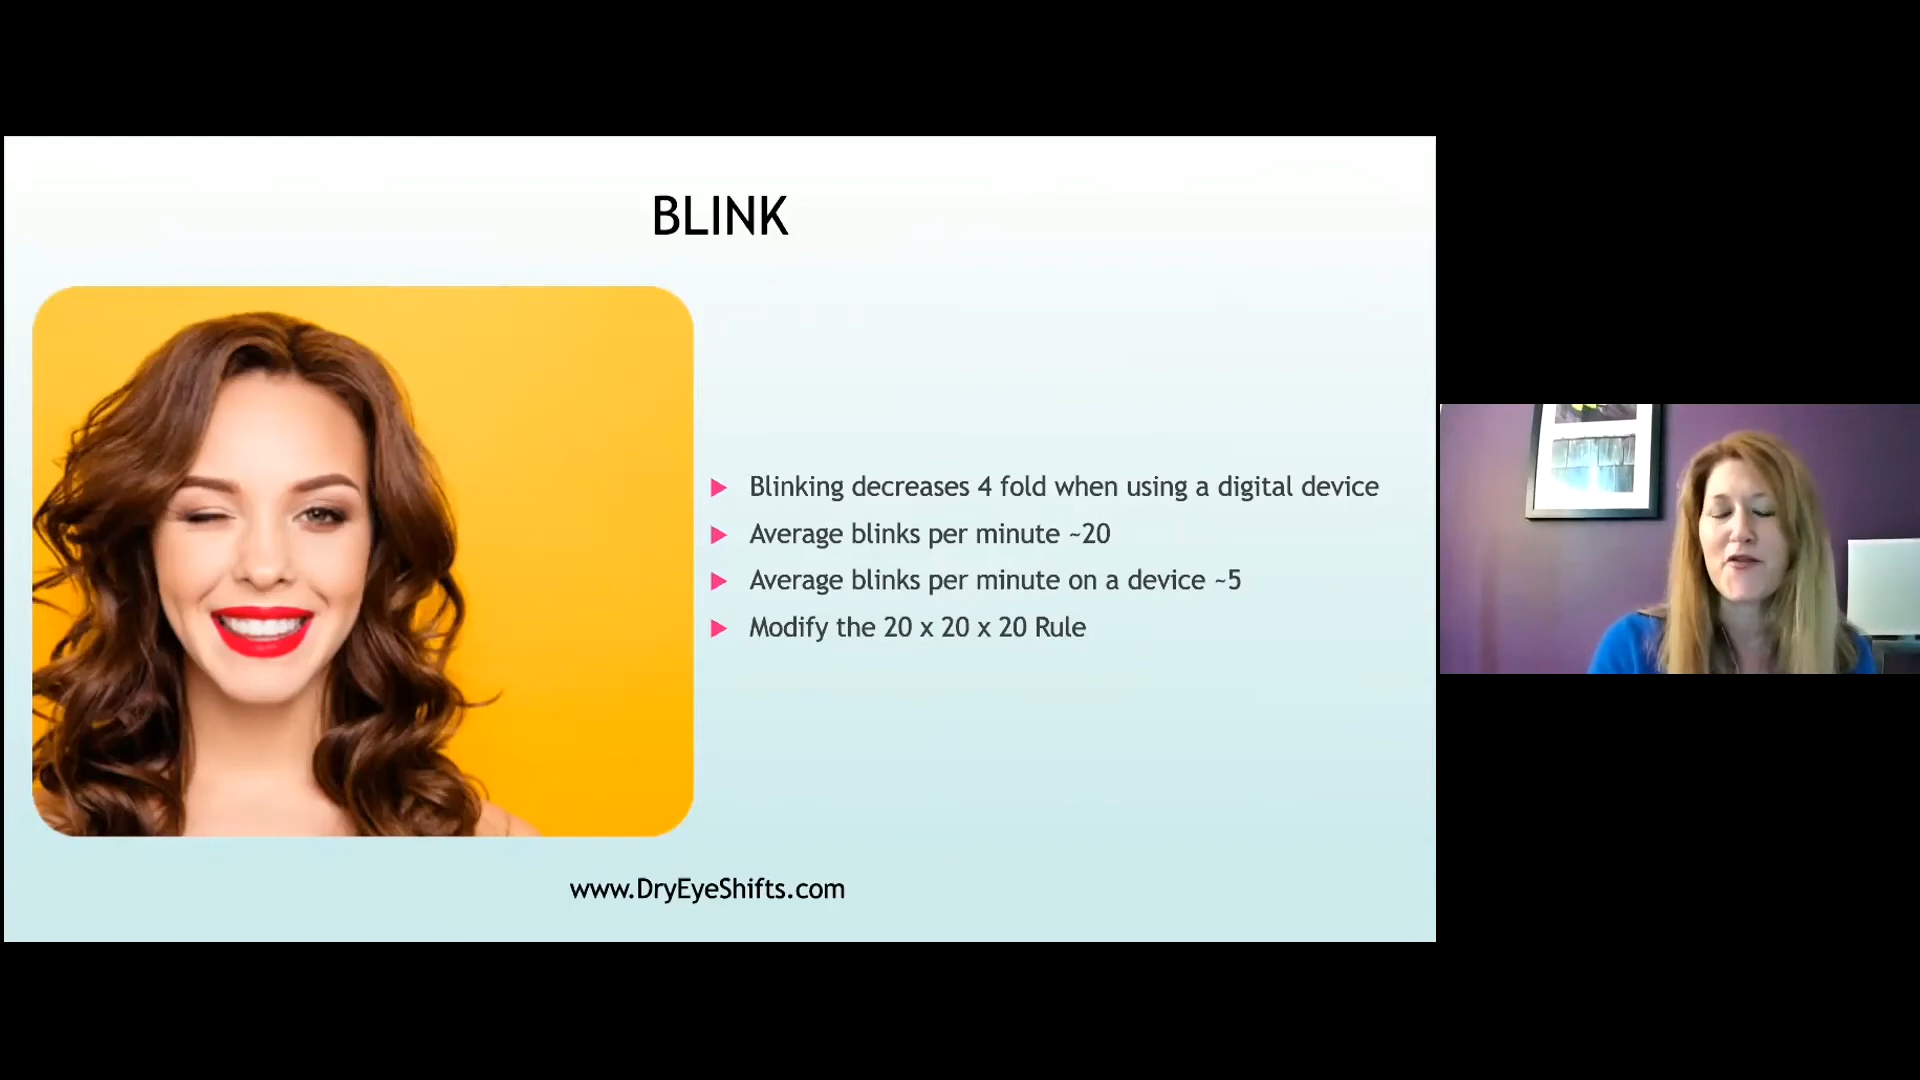 BLINK
Blinking decreases 4 fold when using a digital device
Average blinks per minute ~20
Average blinks per minute on a device ~5
Modify the 20 x 20 x 20 Rule
www.DryEyeShifts.com